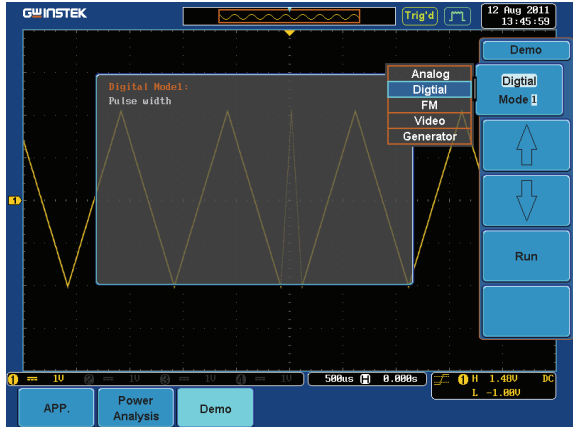 GWINSTEK
Trig'd
12 Aug 2011
13:45:59
Demo
Digtial
Mode 1
Run
Analog
Digtial
FM
Video
Generator
Digital Mode1:
Pulse width
1
1 == 1V 2 == 1V 3 == 1V 4 == 1V
500us H 0.000s
1 H 1.48V DC
L -1.00V
APP.
Power
Analysis
Demo